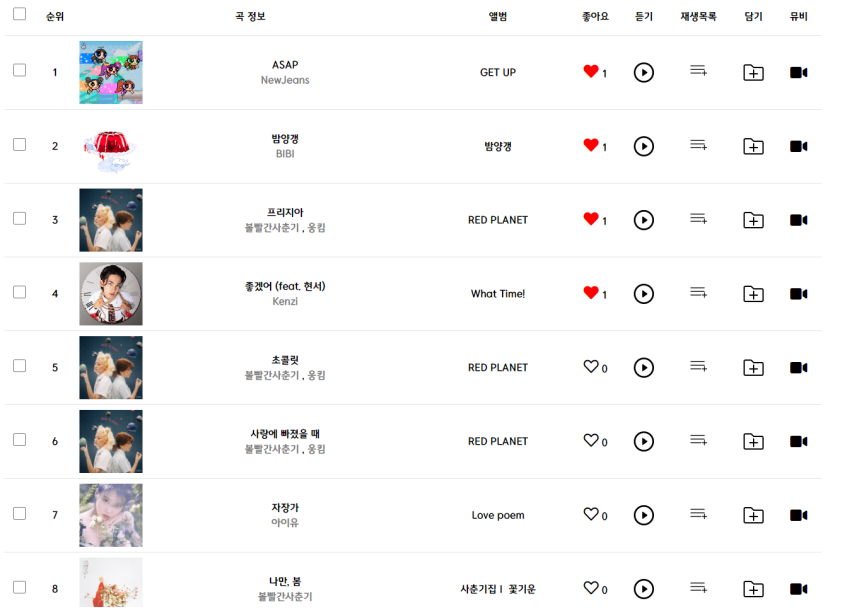 순위 곡 정보 앨범 좋아요 듣기 재생목록 담기 뮤비
1 ASAP GET UP 1
NewJeans
2 밤양갱 밤양갱 1
BIBI
3 프리지아 RED PLANET 1
볼빨간사춘기 , 웅킴
4 좋겠어 (feat. 현서) What Time! 1
Kenzi
5 초콜릿 RED PLANET 0
볼빨간사춘기 , 웅킴
6 사랑에 빠졌을 때 RED PLANET 0
볼빨간사춘기 , 웅킴
7 자장가 Love poem 0
아이유
8 나만, 봄 사춘기집Ⅰ 꽃기운 0
볼빨간사춘기